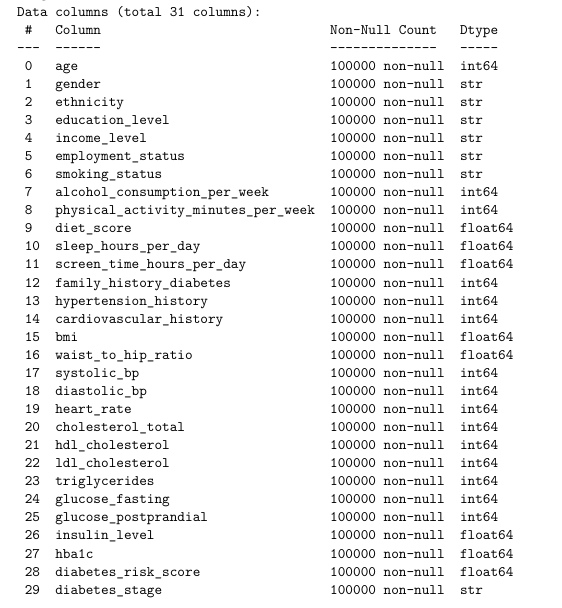 Data columns (total 31 columns):
#   Column                           Non-Null Count   Dtype
---  ------                           --------------   -----
0   age                              100000 non-null  int64
1   gender                           100000 non-null  str
2   ethnicity                        100000 non-null  str
3   education_level                  100000 non-null  str
4   income_level                     100000 non-null  str
5   employment_status                100000 non-null  str
6   smoking_status                   100000 non-null  str
7   alcohol_consumption_per_week     100000 non-null  int64
8   physical_activity_minutes_per_week  100000 non-null  int64
9   diet_score                       100000 non-null  float64
10  sleep_hours_per_day              100000 non-null  float64
11  screen_time_hours_per_day        100000 non-null  float64
12  family_history_diabetes          100000 non-null  int64
13  hypertension_history             100000 non-null  int64
14  cardiovascular_history           100000 non-null  int64
15  bmi                              100000 non-null  float64
16  waist_to_hip_ratio               100000 non-null  float64
17  systolic_bp                      100000 non-null  int64
18  diastolic_bp                     100000 non-null  int64
19  heart_rate                       100000 non-null  int64
20  cholesterol_total                100000 non-null  int64
21  hdl_cholesterol                  100000 non-null  int64
22  ldl_cholesterol                  100000 non-null  int64
23  triglycerides                    100000 non-null  int64
24  glucose_fasting                  100000 non-null  int64
25  glucose_postprandial             100000 non-null  int64
26  insulin_level                    100000 non-null  float64
27  hba1c                            100000 non-null  float64
28  diabetes_risk_score              100000 non-null  float64
29  diabetes_stage                   100000 non-null  str